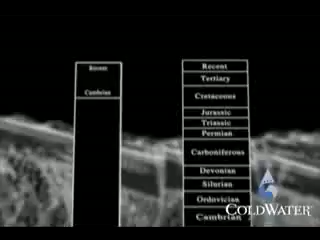 Recent
Cambrian
Recent
Tertiary
Cretaceous
Jurassic
Triassic
Permian
Carboniferous
Devonian
Silurian
Ordovician
Cambrian
COLDWATER